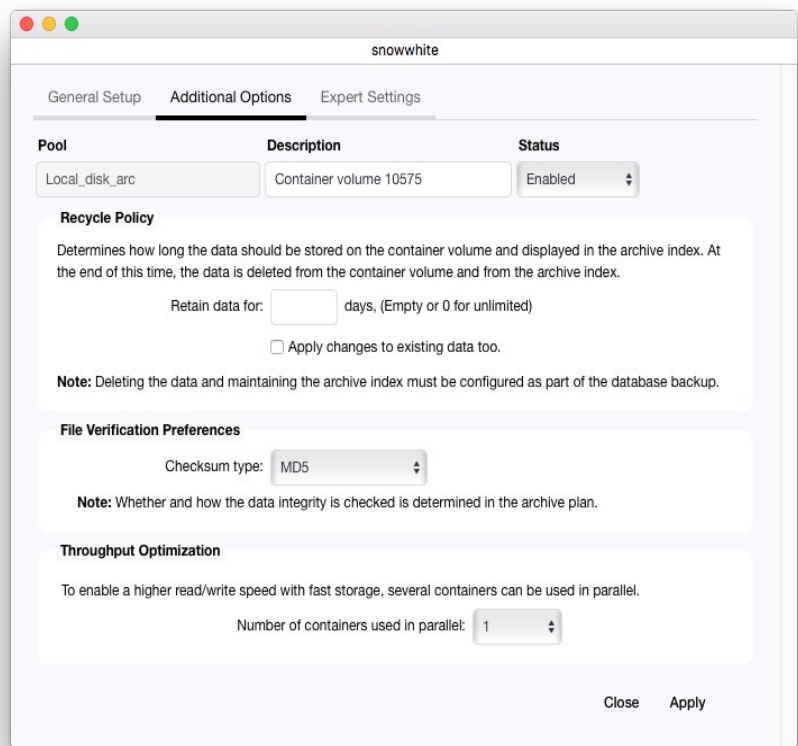 snowwhite
General Setup Additional Options Expert Settings
Pool Description Status
Local_disk_arc Container volume 10575 Enabled
Recycle Policy
Determines how long the data should be stored on the container volume and displayed in the archive index. At
the end of this time, the data is deleted from the container volume and from the archive index.
Retain data for: days, (Empty or 0 for unlimited)
Apply changes to existing data too.
Note: Deleting the data and maintaining the archive index must be configured as part of the database backup.
File Verification Preferences
Checksum type: MD5
Note: Whether and how the data integrity is checked is determined in the archive plan.
Throughput Optimization
To enable a higher read/write speed with fast storage, several containers can be used in parallel.
Number of containers used in parallel: 1
Close Apply